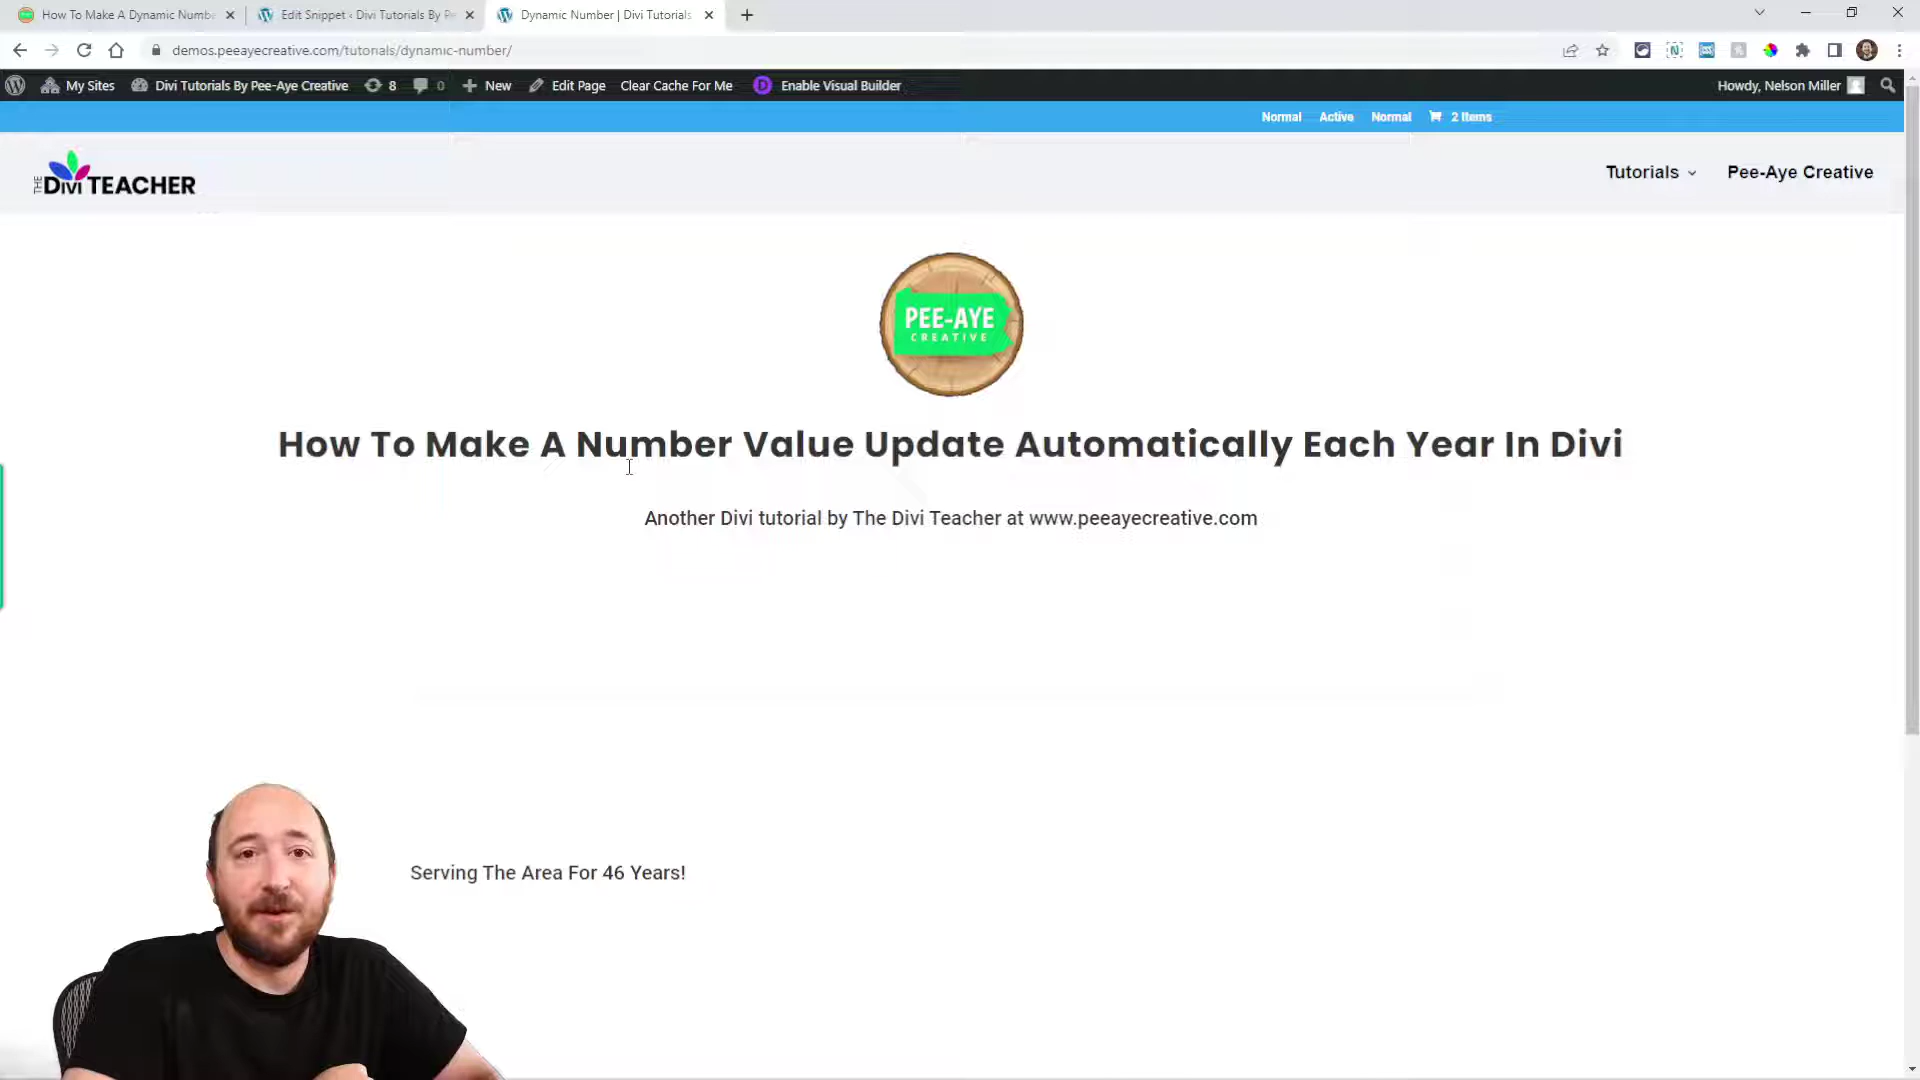 How To Make A Dynamic Numbe
Edit Snippet ‹ Divi Tutorials By Pe
Dynamic Number | Divi Tutorials
demos.peeayecreative.com/tutorials/dynamic-number/
My Sites
Divi Tutorials By Pee-Aye Creative
8
0
New
Edit Page
Clear Cache For Me
D
Enable Visual Builder
Howdy, Nelson Miller
Normal
Active
Normal
2 Items
THE DIVI TEACHER
Tutorials
Pee-Aye Creative
PEE-AYE
CREATIVE
How To Make A Number Value Update Automatically Each Year In Divi
Another Divi tutorial by The Divi Teacher at www.peeayecreative.com
Serving The Area For 46 Years!